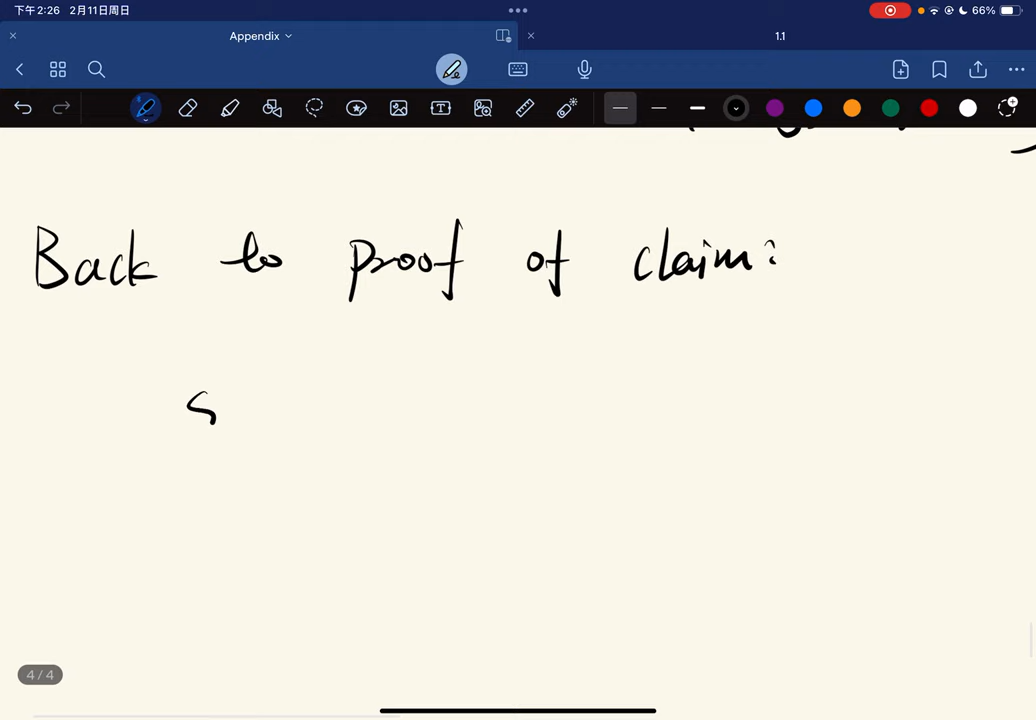 下午2:26 2月11日周日 66%
Appendix 1.1
Back to proof of claim:
S
4 / 4